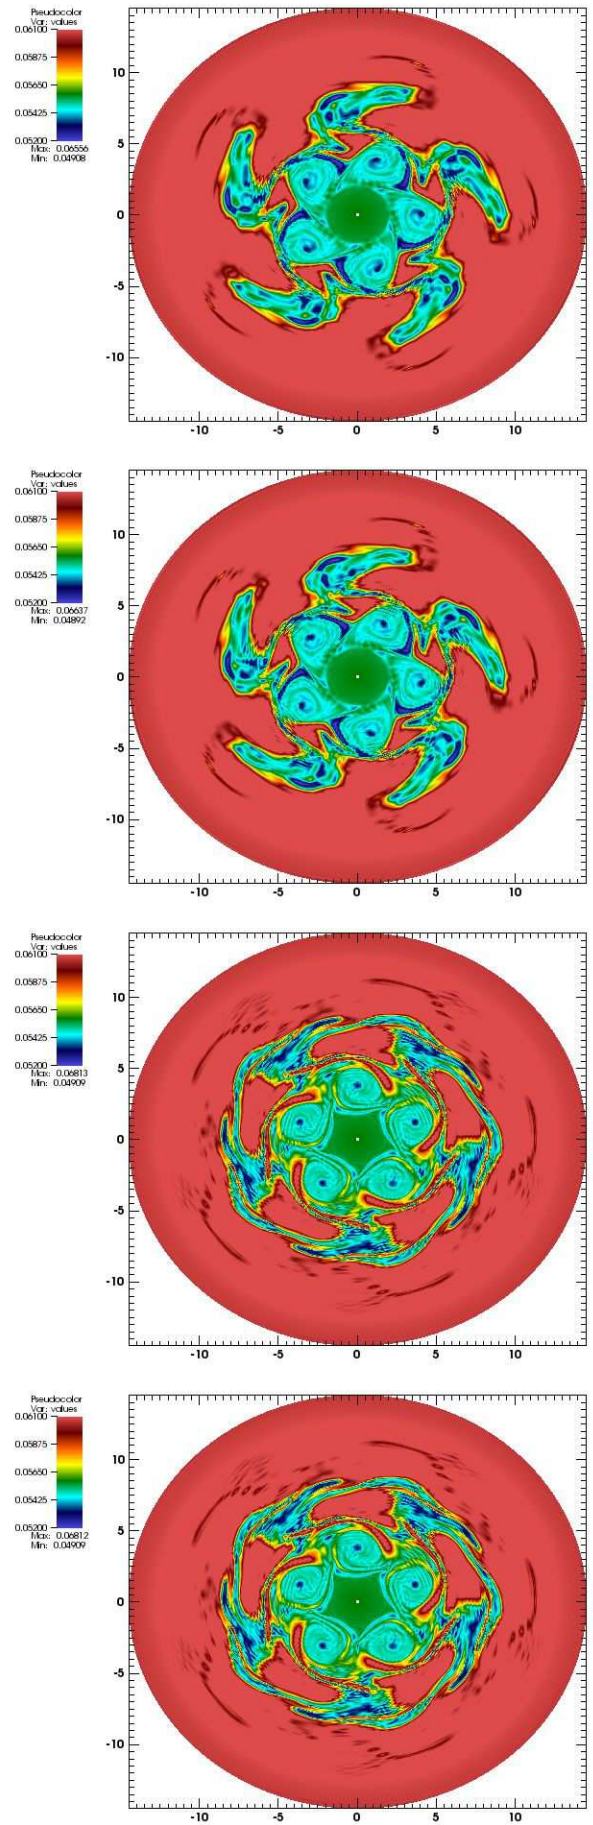 Pseudocolor
Var: values
0.06100
0.05875
0.05650
0.05425
0.05200
Max: 0.06556
Min: 0.04908
10
5
0
-5
-10
-10 -5 0 5 10
Pseudocolor
Var: values
0.06100
0.05875
0.05650
0.05425
0.05200
Max: 0.06637
Min: 0.04892
10
5
0
-5
-10
-10 -5 0 5 10
Pseudocolor
Var: values
0.06100
0.05875
0.05650
0.05425
0.05200
Max: 0.06813
Min: 0.04909
10
5
0
-5
-10
-10 -5 0 5 10
Pseudocolor
Var: values
0.06100
0.05875
0.05650
0.05425
0.05200
Max: 0.06812
Min: 0.04909
10
5
0
-5
-10
-10 -5 0 5 10